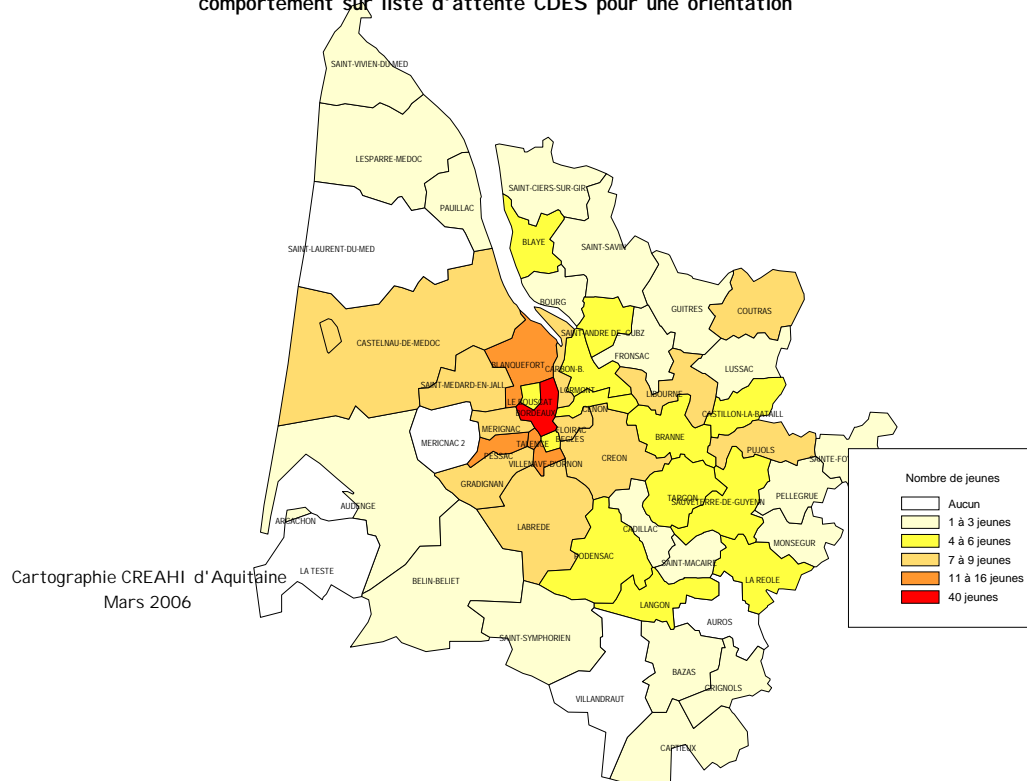 comportement sur liste d'attente CDES pour une orientation
SAINT-VIVIEN-DU-MED
LESPARRE-MEDOC
SAINT-CIERS-SUR-GIR
PAUILLAC
BLAYE
SAINT-SAVIN
SAINT-LAURENT-DU-MED
BOURG
GUITRES
COUTRAS
SAINT-ANDRE DE-CUBZ
CASTELNAU-DE-MEDOC
FRONSAC
BLANQUEFORT
CARBON-B.
LUSSAC
SAINT-MEDARD-EN-JALL
LORMONT
LIBOURNE
LE BOUSCAT
CENON
BORDEAUX
CASTILLON-LA-BATAILL
MERIGNAC
FLOIRAC
BEGLES
BRANNE
MERICNAC 2
TALENCE
PUJOLS
PESSAC
CREON
SAINTE-FO
VILLENAVE-D'ORNON
GRADIGNAN
TARGON
SAUVETERRE-DE-GUYENN
PELLEGRUE
AUDENGE
ARCACHON
LABREDE
CADILLAC
MONSEGUR
PODENSAC
SAINT-MACAIRE
LA TESTE
BELIN-BELIET
LA REOLE
LANGON
AUROS
SAINT-SYMPHORIEN
BAZAS
GRIGNOLS
VILLANDRAUT
CAPTIEUX
Nombre de jeunes
Aucun
1 à 3 jeunes
4 à 6 jeunes
7 à 9 jeunes
11 à 16 jeunes
40 jeunes
Cartographie CREAHI d'Aquitaine
Mars 2006